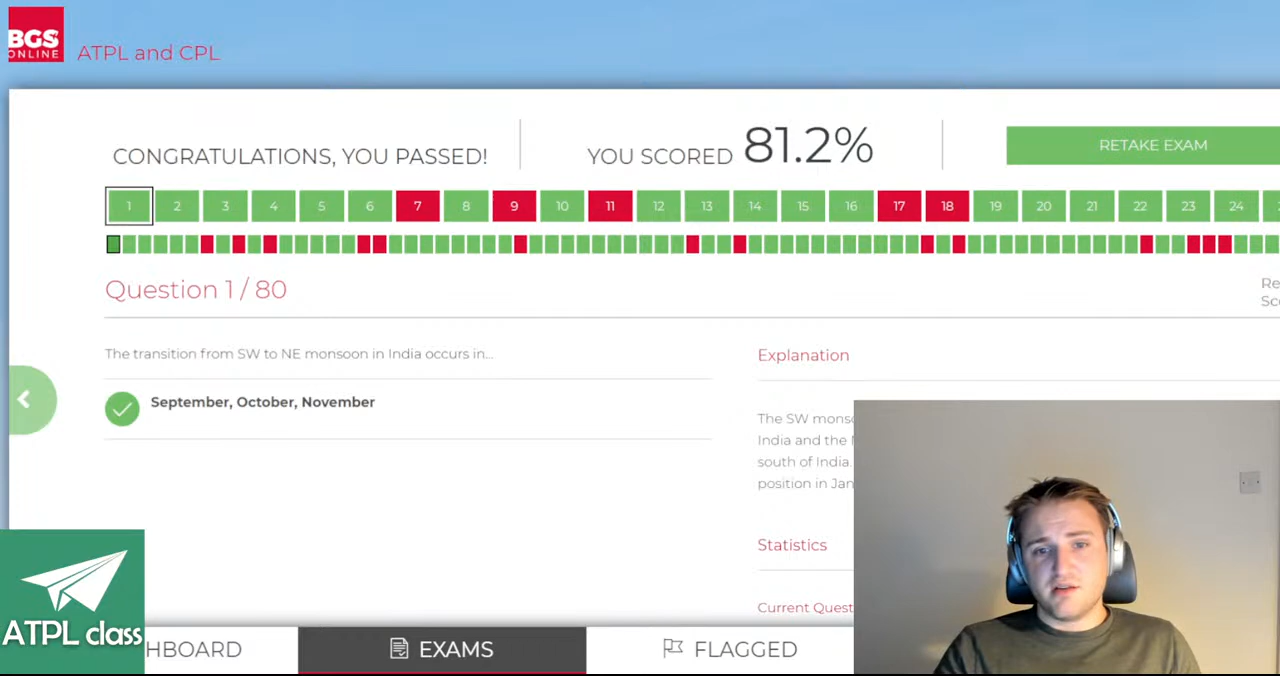 BGS
ONLINE
ATPL and CPL
CONGRATULATIONS, YOU PASSED!
YOU SCORED 81.2%
RETAKE EXAM
1 2 3 4 5 6 7 8 9 10 11 12 13 14 15 16 17 18 19 20 21 22 23 24
Question 1 / 80
Re
Sco
The transition from SW to NE monsoon in India occurs in...
September, October, November
Explanation
The SW monso
India and the
south of India.
position in Jan
Statistics
Current Quest
ATPL class
HBOARD
EXAMS
FLAGGED